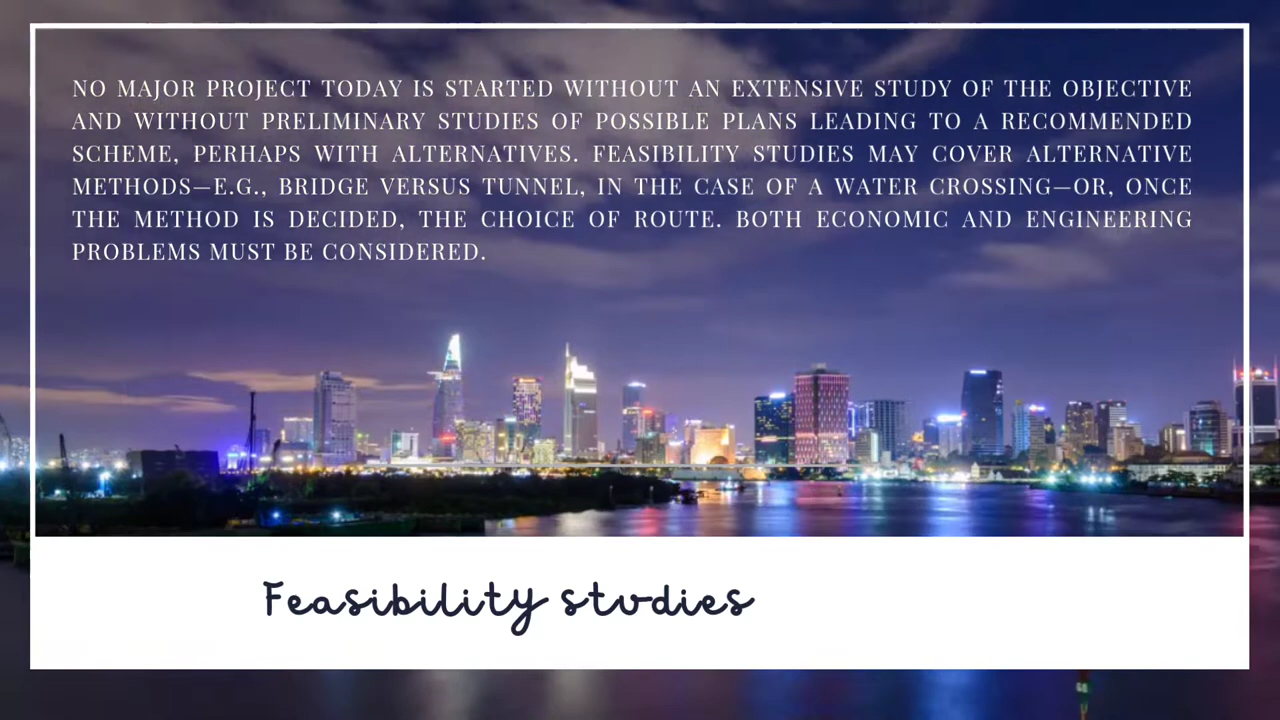 NO MAJOR PROJECT TODAY IS STARTED WITHOUT AN EXTENSIVE STUDY OF THE OBJECTIVE
AND WITHOUT PRELIMINARY STUDIES OF POSSIBLE PLANS LEADING TO A RECOMMENDED
SCHEME, PERHAPS WITH ALTERNATIVES. FEASIBILITY STUDIES MAY COVER ALTERNATIVE
METHODS—E.G., BRIDGE VERSUS TUNNEL, IN THE CASE OF A WATER CROSSING—OR, ONCE
THE METHOD IS DECIDED, THE CHOICE OF ROUTE. BOTH ECONOMIC AND ENGINEERING
PROBLEMS MUST BE CONSIDERED.
Feasibility studies